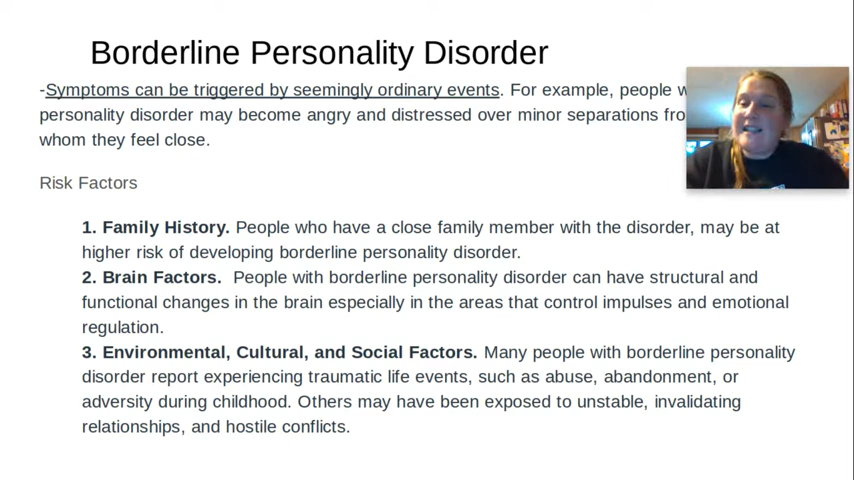 Borderline Personality Disorder
-Symptoms can be triggered by seemingly ordinary events. For example, people
personality disorder may become angry and distressed over minor separations
whom they feel close.
Risk Factors
1. Family History. People who have a close family member with the disorder, may be at
higher risk of developing borderline personality disorder.
2. Brain Factors. People with borderline personality disorder can have structural and
functional changes in the brain especially in the areas that control impulses and emotional
regulation.
3. Environmental, Cultural, and Social Factors. Many people with borderline personality
disorder report experiencing traumatic life events, such as abuse, abandonment, or
adversity during childhood. Others may have been exposed to unstable, invalidating
relationships, and hostile conflicts.